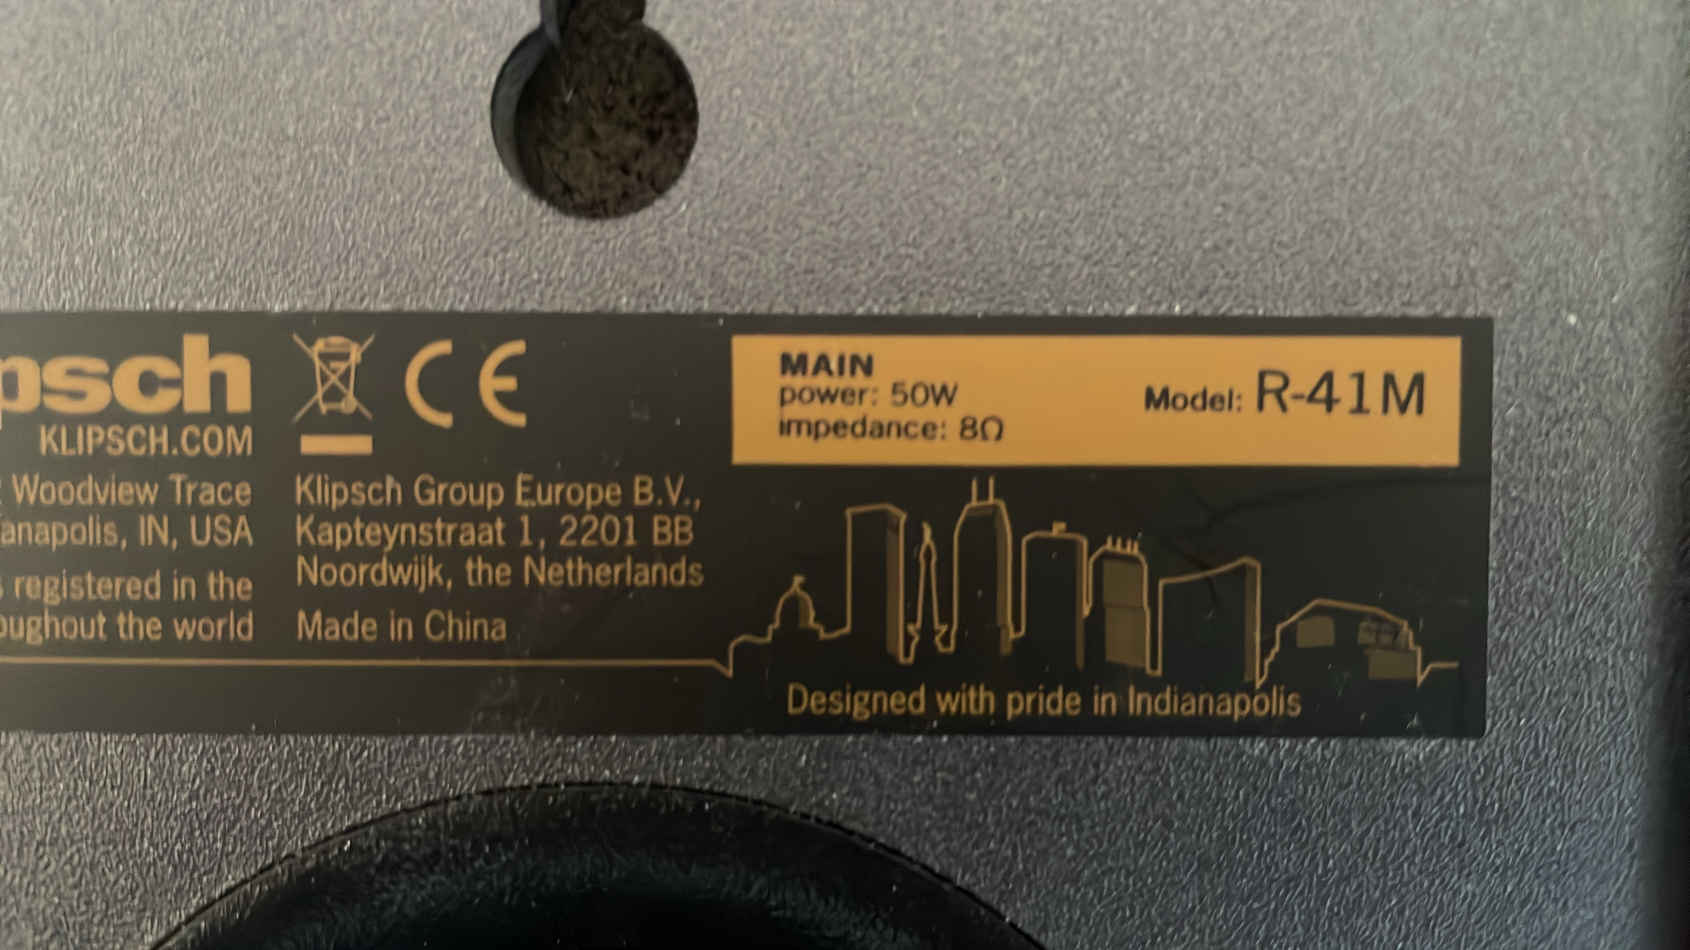 psch
KLIPSCH.COM
Woodview Trace
anapolis, IN, USA
registered in the
oughout the world
CE
Klipsch Group Europe B.V.,
Kapteynstraat 1, 2201 BB
Noordwijk, the Netherlands
Made in China
MAIN
power: 50W
impedance: 8Ω
Model: R-41M
Designed with pride in Indianapolis